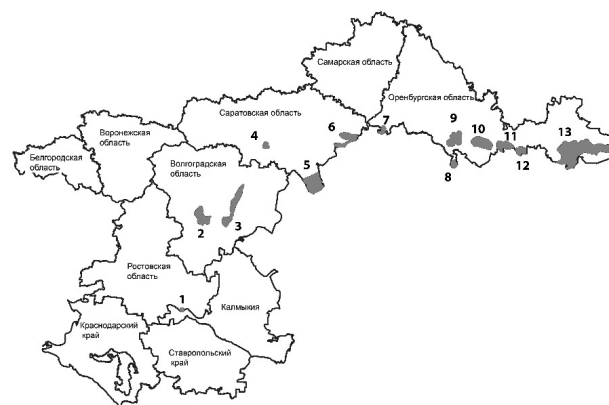 Самарская область
Оренбургская область
Саратовская область
Воронежская
область
Белгородская
область
Волгоградская
область
Ростовская
область
Калмыкия
Краснодарский
край
Ставропольский
край
1
2
3
4
5
6
7
8
9
10
11
12
13